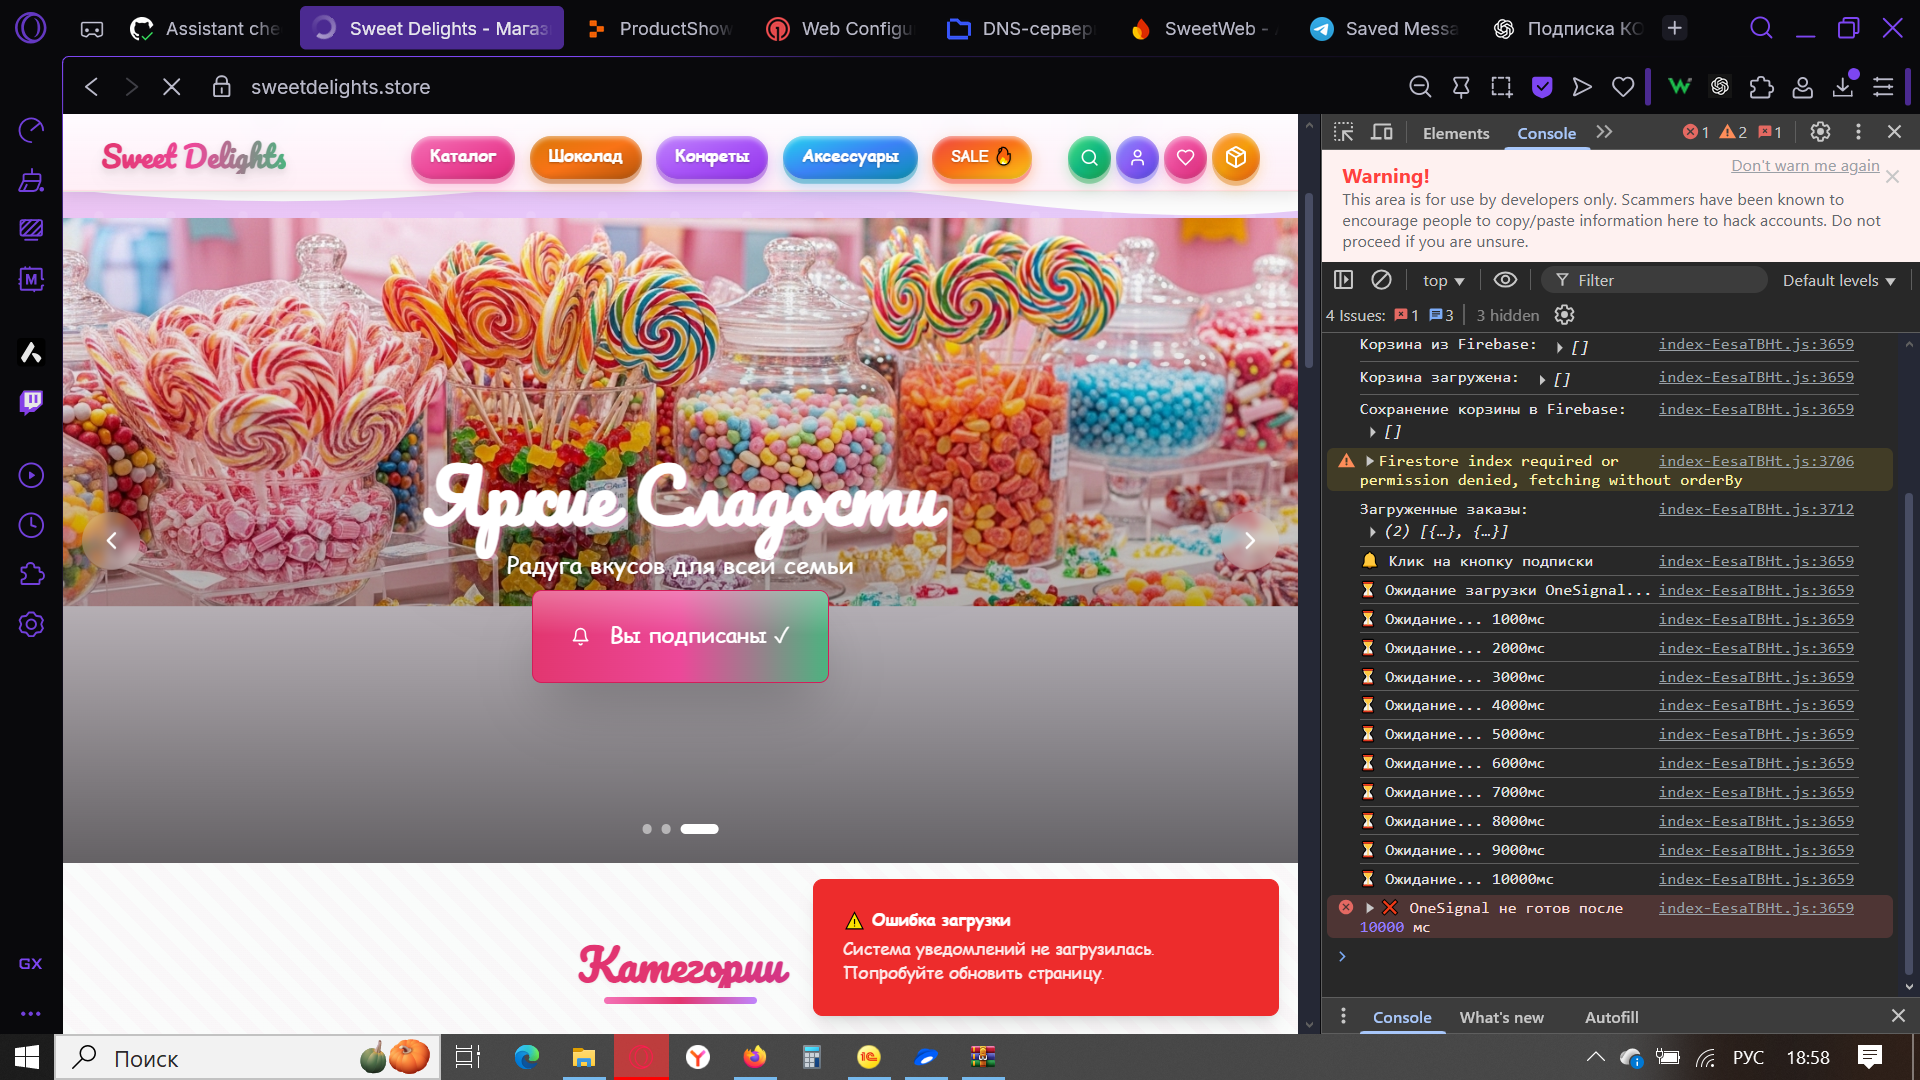 Assistant che
Sweet Delights - Магаз
ProductShow
Web Configu
DNS-сервер
SweetWeb -
Saved Messa
Подписка КО
sweetdelights.store
Sweet Delights
Каталог
Шоколад
Конфеты
Аксессуары
SALE 🔥
Яркие Сладости
Радуга вкусов для всей семьи
Вы подписаны ✓
Категории
⚠️ Ошибка загрузки
Система уведомлений не загрузилась.
Попробуйте обновить страницу.
Elements
Console
1
2
1
Don't warn me again
Warning!
This area is for use by developers only. Scammers have been known to
encourage people to copy/paste information here to hack accounts. Do not
proceed if you are unsure.
top
Filter
Default levels
4 Issues: 1 3
3 hidden
Корзина из Firebase: ▶ [] index-EesaTBHt.js:3659
Корзина загружена: ▶ [] index-EesaTBHt.js:3659
Сохранение корзины в Firebase: index-EesaTBHt.js:3659
▶ []
▶Firestore index required or index-EesaTBHt.js:3706
permission denied, fetching without orderBy
Загруженные заказы: index-EesaTBHt.js:3712
▶ (2) [{…}, {…}]
🔔 Клик на кнопку подписки index-EesaTBHt.js:3659
⏳ Ожидание загрузки OneSignal... index-EesaTBHt.js:3659
⏳ Ожидание... 1000мс index-EesaTBHt.js:3659
⏳ Ожидание... 2000мс index-EesaTBHt.js:3659
⏳ Ожидание... 3000мс index-EesaTBHt.js:3659
⏳ Ожидание... 4000мс index-EesaTBHt.js:3659
⏳ Ожидание... 5000мс index-EesaTBHt.js:3659
⏳ Ожидание... 6000мс index-EesaTBHt.js:3659
⏳ Ожидание... 7000мс index-EesaTBHt.js:3659
⏳ Ожидание... 8000мс index-EesaTBHt.js:3659
⏳ Ожидание... 9000мс index-EesaTBHt.js:3659
⏳ Ожидание... 10000мс index-EesaTBHt.js:3659
▶❌ OneSignal не готов после index-EesaTBHt.js:3659
10000 мс
Console
What's new
Autofill
GX
Поиск
РУС
18:58